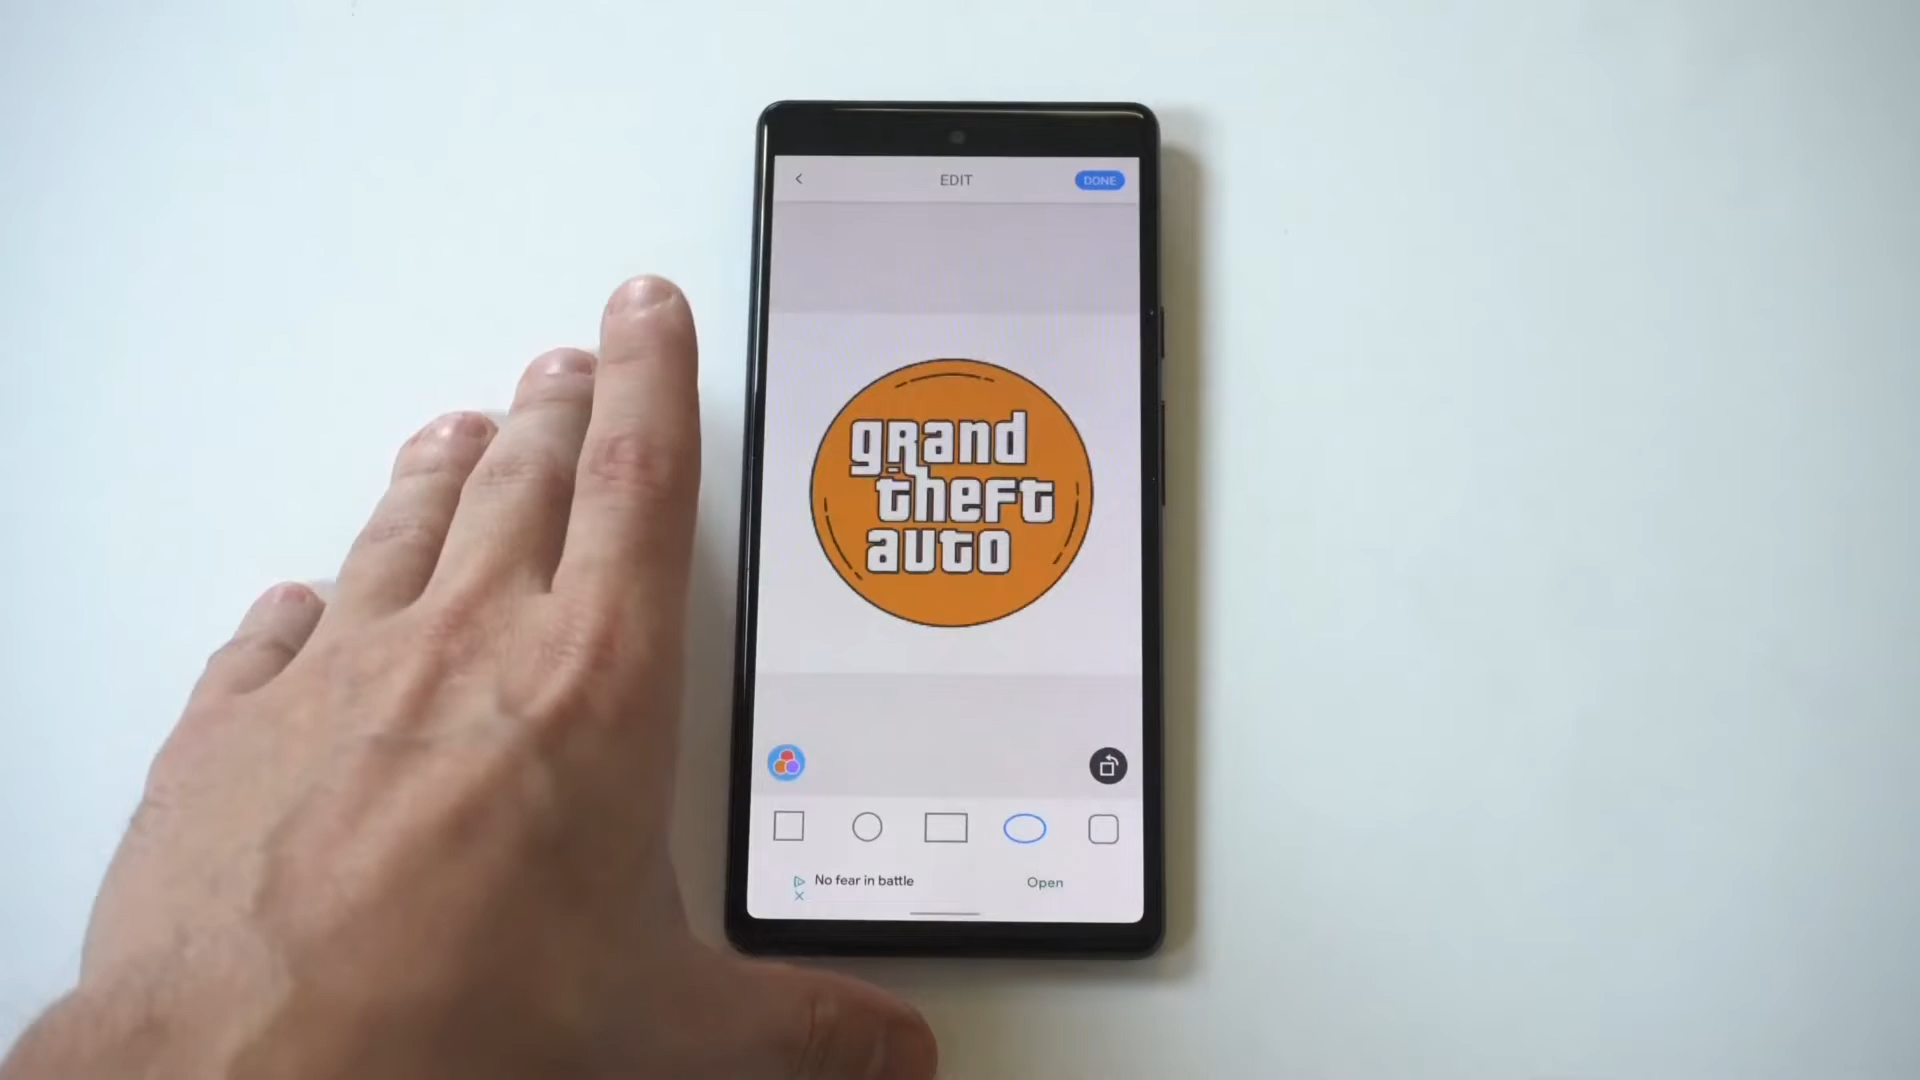 EDIT
DONE
grand
theft
auto
No fear in battle
Open